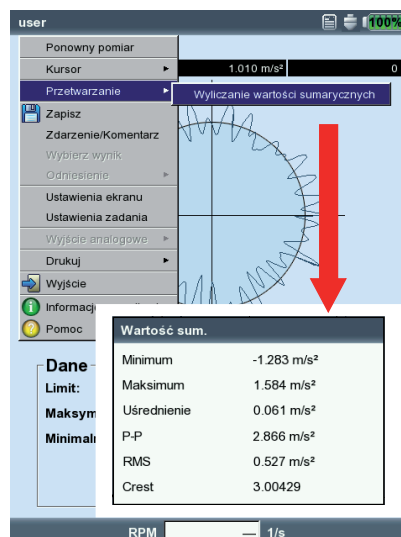 user
100%
Ponowny pomiar
Kursor
1.010 m/s²
0
Przetwarzanie
Wyliczanie wartości sumarycznych
Zapisz
Zdarzenie/Komentarz
Wybierz wynik
Odniesienie
Ustawienia ekranu
Ustawienia zadania
Wyjście analogowe
Drukuj
Wyjście
Pomoc
Wartość sum.
Minimum -1.283 m/s²
Maksimum 1.584 m/s²
Uśrednienie 0.061 m/s²
P-P 2.866 m/s²
RMS 0.527 m/s²
Crest 3.00429
Dane
Limit:
RPM — 1/s